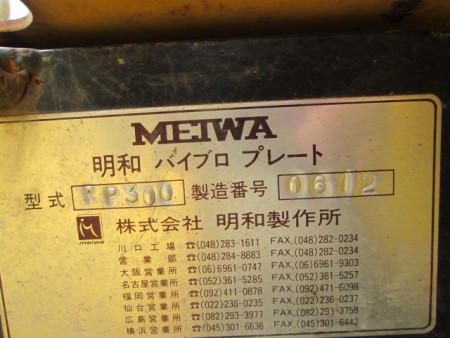 MEIWA
明和 バイブロ プレート
型式 KP300 製造番号 0612
meiwa 株式会社 明和製作所
川口工場 ☎(048)283-1611 FAX.(048)282-0234
営業部 ☎(048)284-8883 FAX.(048)282-0234
大阪営業所 ☎(06)6961-0747 FAX.(06)6961-9303
名古屋営業所 ☎(052)361-5285 FAX.(052)361-5257
福岡営業所 ☎(092)411-0878 FAX.(092)471-6098
仙台営業所 ☎(022)236-0235 FAX.(022)236-0237
広島営業所 ☎(082)293-3977 FAX.(082)293-3758
横浜営業所 ☎(045)301-6636 FAX.(045)301-6442